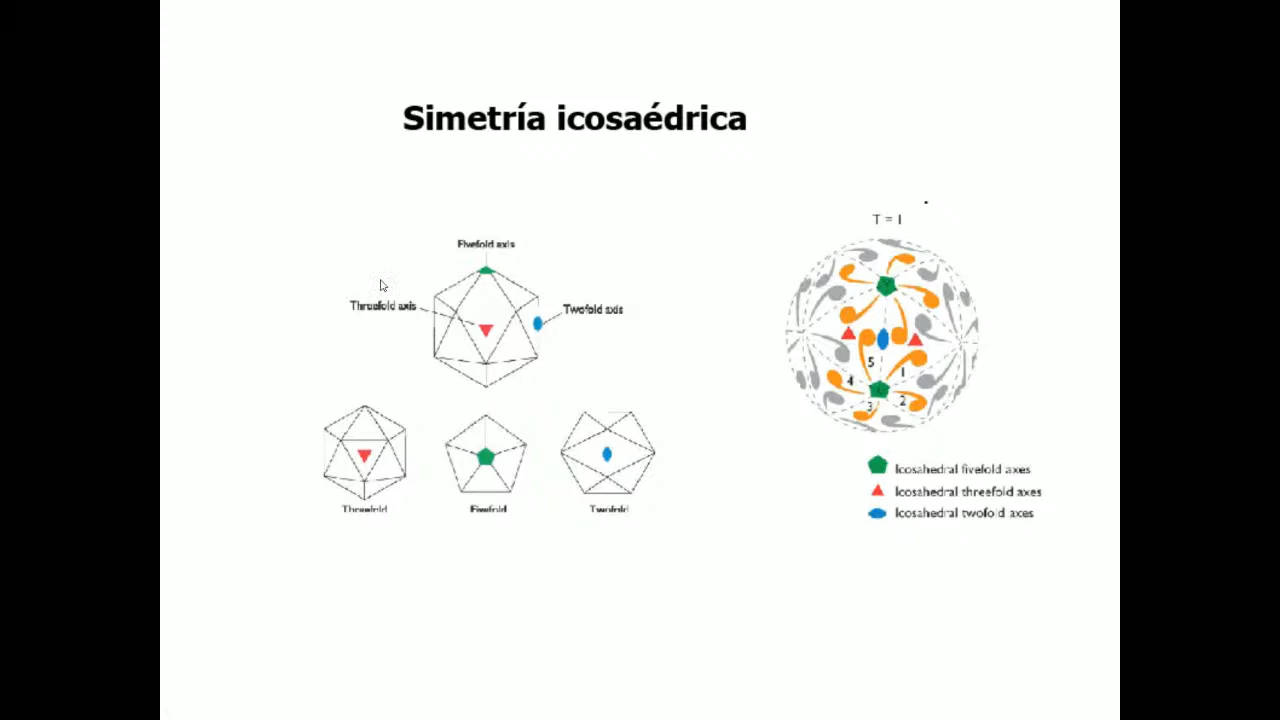 Simetría icosaédrica
Fivefold axis
Threefold axis
Twofold axis
Threefold
Fivefold
Twofold
T = 1
5
1
4
2
3
Icosahedral fivefold axes
Icosahedral threefold axes
Icosahedral twofold axes